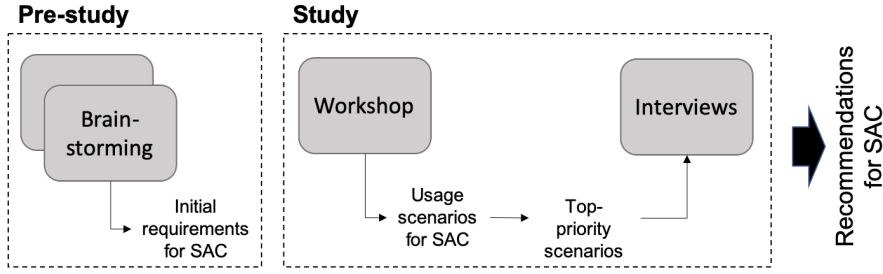 Pre-study
Study
Brain-
storming
Initial
requirements
for SAC
Workshop
Usage
scenarios
for SAC
Top-
priority
scenarios
Interviews
Recommendations
for SAC